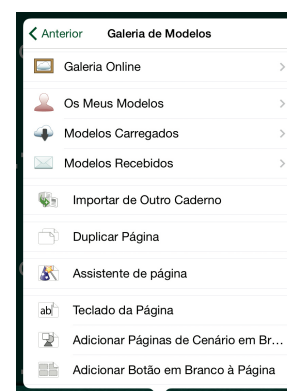 Anterior Galeria de Modelos
Galeria Online
Os Meus Modelos
Modelos Carregados
Modelos Recebidos
Importar de Outro Caderno
Duplicar Página
Assistente de página
ab Teclado da Página
Adicionar Páginas de Cenário em Br...
Adicionar Botão em Branco à Página